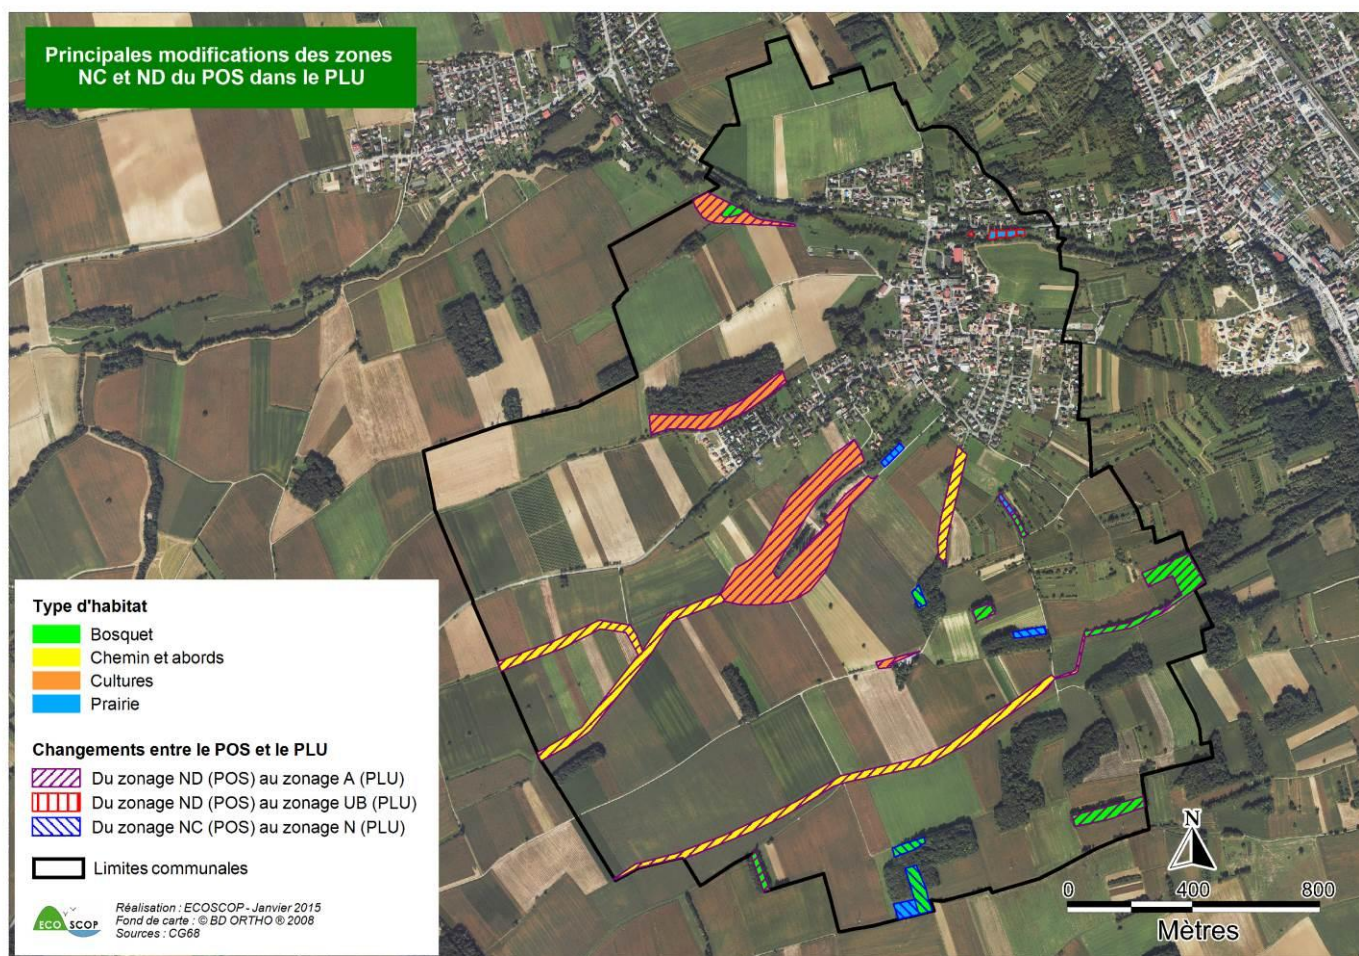 Principales modifications des zones
NC et ND du POS dans le PLU
Type d'habitat
Bosquet
Chemin et abords
Cultures
Prairie
Changements entre le POS et le PLU
Du zonage ND (POS) au zonage A (PLU)
Du zonage ND (POS) au zonage UB (PLU)
Du zonage NC (POS) au zonage N (PLU)
Limites communales
ECO SCOP
Réalisation : ECOSCOP - Janvier 2015
Fond de carte : © BD ORTHO ® 2008
Sources : CG68
N
0 400 800
Mètres